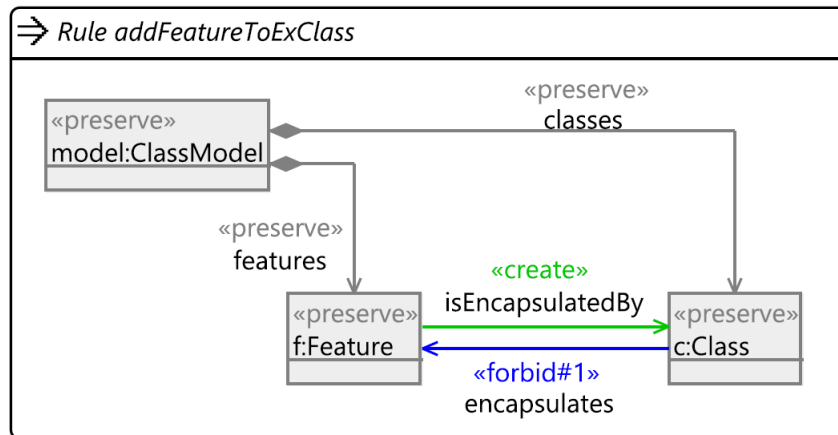 Rule addFeatureToExClass
«preserve»
classes
«preserve»
model:ClassModel
«preserve»
features
«create»
isEncapsulatedBy
«preserve»
f:Feature
«preserve»
c:Class
«forbid#1»
encapsulates